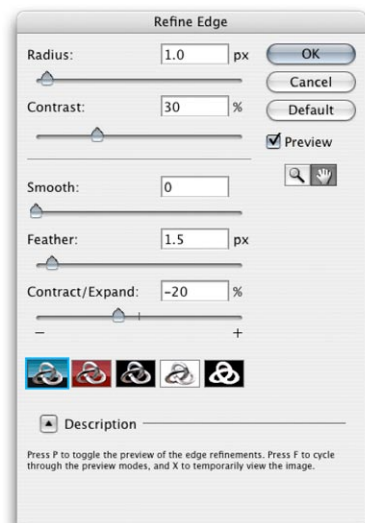 Refine Edge
Radius: 1.0 px
OK
Cancel
Contrast: 30 %
Default
Preview
Smooth: 0
Feather: 1.5 px
Contract/Expand: -20 %
− +
Description
Press P to toggle the preview of the edge refinements. Press F to cycle
through the preview modes, and X to temporarily view the image.